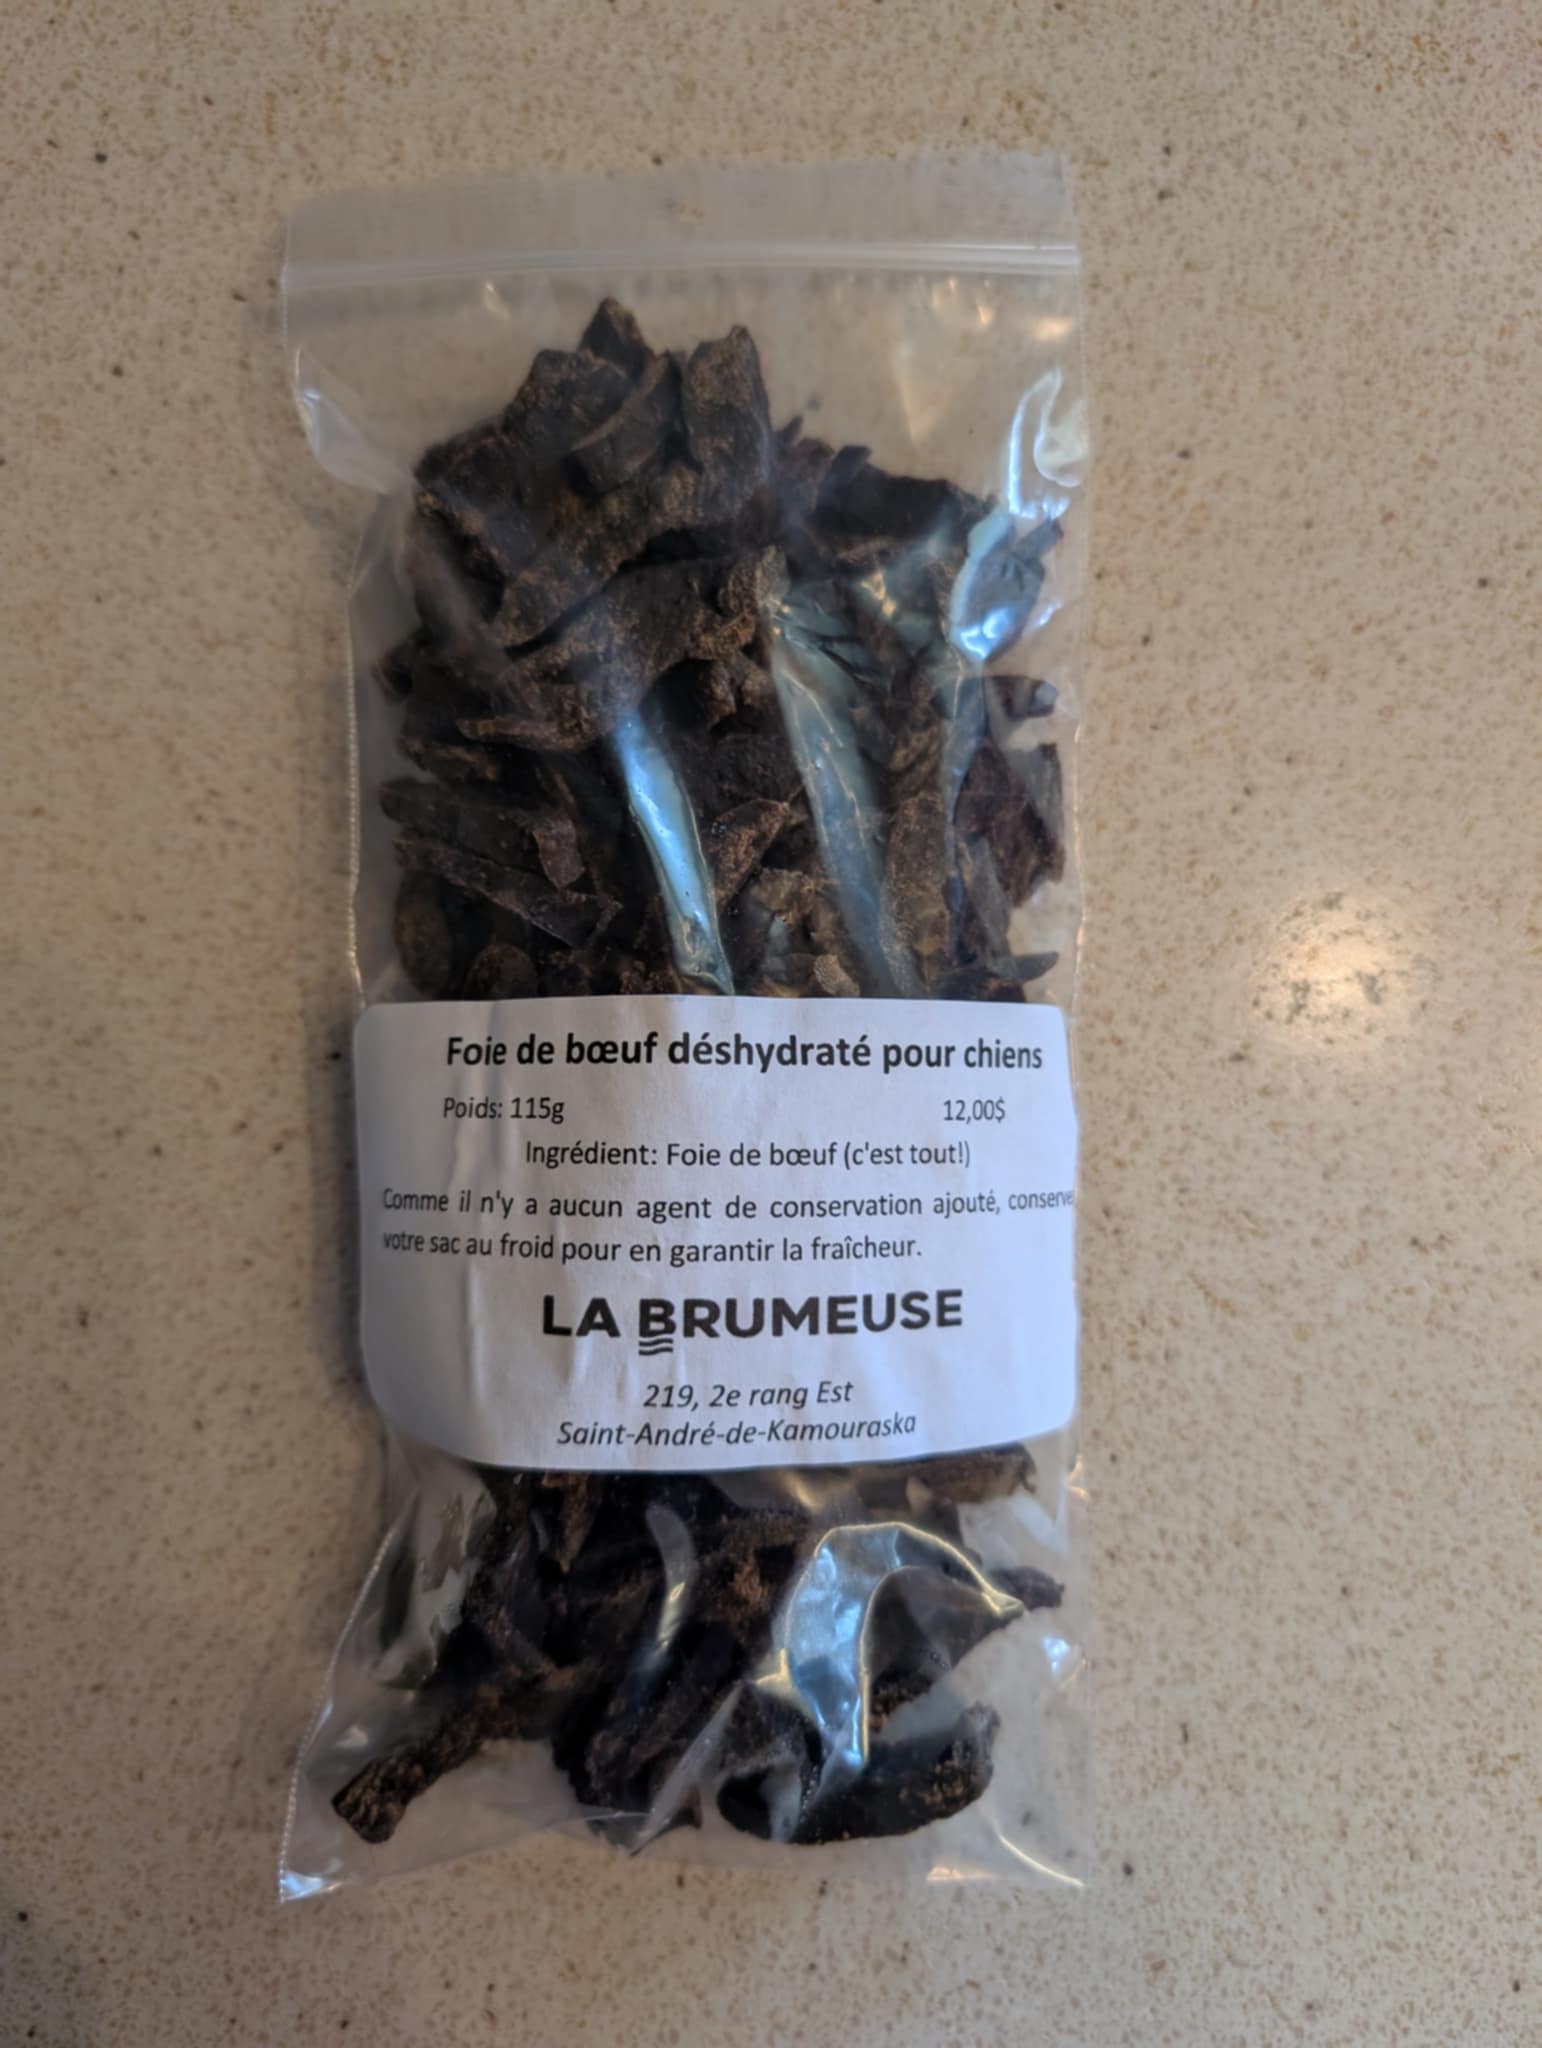 Foie de bœuf déshydraté pour chiens
Poids: 115g 12,00$
Ingrédient: Foie de bœuf (c'est tout!)
Comme il n'y a aucun agent de conservation ajouté,
votre sac au froid pour en garantir la fraîcheur.
LA BRUMEUSE
219, 2e rang Est
Saint-André-de-Kamouraska